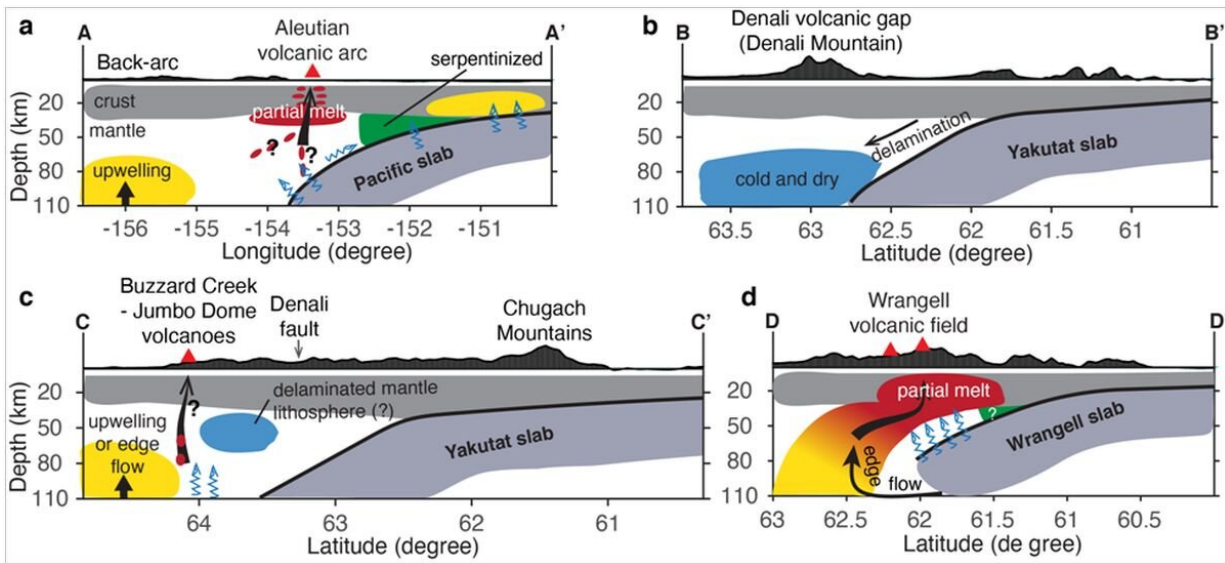 a
A
A'
Aleutian
volcanic arc
Back-arc
serpentinized
crust
partial melt
mantle
?
?
upwelling
Pacific slab
20
50
80
110
Depth (km)
-156
-155
-154
-153
-152
-151
Longitude (degree)
b
B
B'
Denali volcanic gap
(Denali Mountain)
delamination
Yakutat slab
cold and dry
20
50
80
110
63.5
63
62.5
62
61.5
61
Latitude (degree)
c
C
C'
Buzzard Creek
- Jumbo Dome
volcanoes
Denali
fault
Chugach
Mountains
?
delaminated mantle
lithosphere (?)
upwelling
or edge
flow
Yakutat slab
20
50
80
110
Depth (km)
64
63
62
61
Latitude (degree)
d
D
D
Wrangell
volcanic field
partial melt
?
Wrangell slab
edge
flow
20
50
80
110
63
62.5
62
61.5
61
60.5
Latitude (de gree)